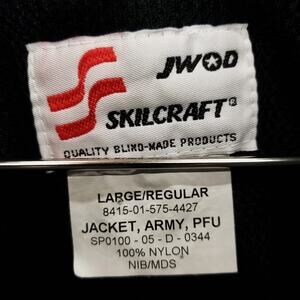 JWOD
SKILCRAFT®
QUALITY BLIND-MADE PRODUCTS
LARGE/REGULAR
8415-01-575-4427
JACKET, ARMY, PFU
SP0100 - 05 - D - 0344
100% NYLON
NIB/MDS